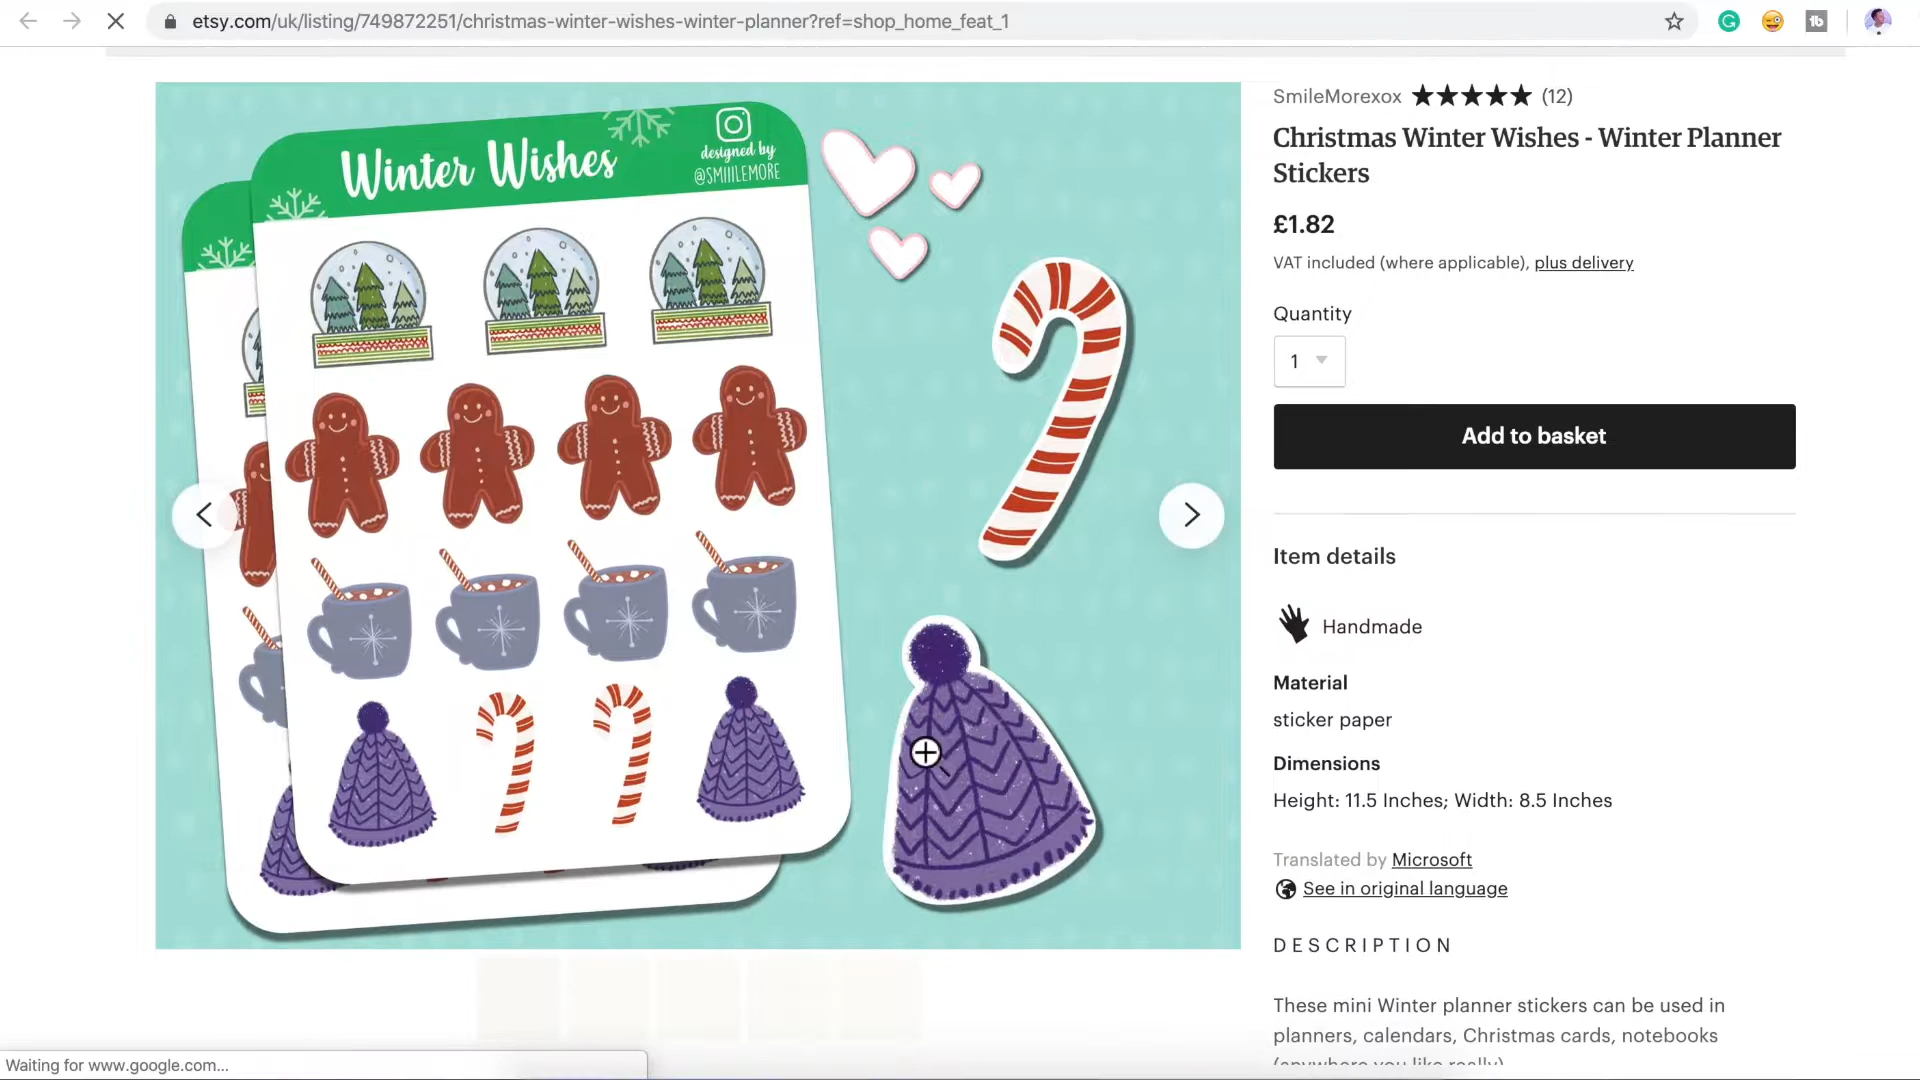 etsy.com/uk/listing/749872251/christmas-winter-wishes-winter-planner?ref=shop_home_feat_1
Winter Wishes
designed by
@SMIIILEMORE
SmileMorexox ★★★★★ (12)
Christmas Winter Wishes - Winter Planner
Stickers
£1.82
VAT included (where applicable), plus delivery
Quantity
1
Add to basket
Item details
Handmade
Material
sticker paper
Dimensions
Height: 11.5 Inches; Width: 8.5 Inches
Translated by Microsoft
See in original language
DESCRIPTION
These mini Winter planner stickers can be used in
planners, calendars, Christmas cards, notebooks
(anywhere you like really)
Waiting for www.google.com...